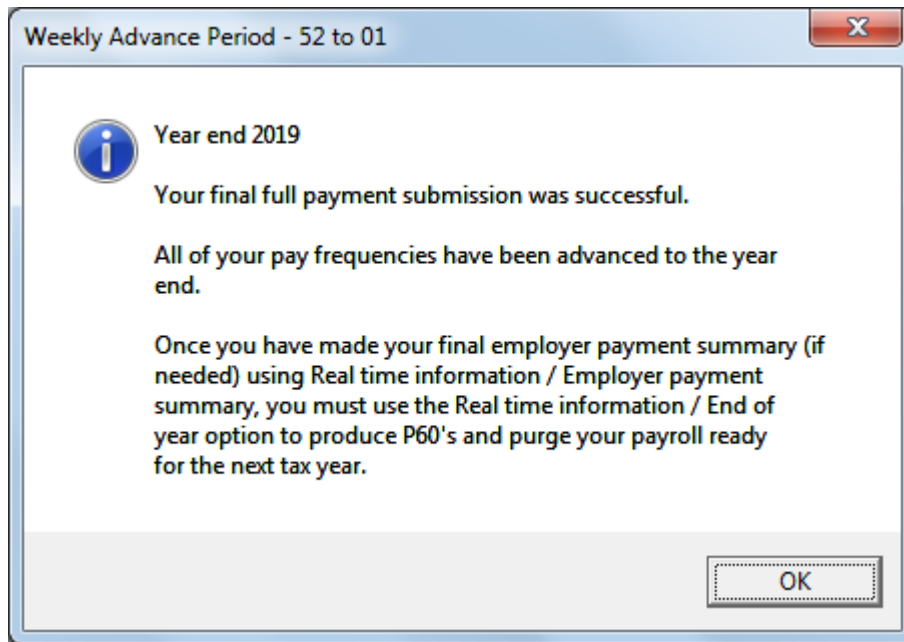 Weekly Advance Period - 52 to 01
Year end 2019
Your final full payment submission was successful.
All of your pay frequencies have been advanced to the year
end.
Once you have made your final employer payment summary (if
needed) using Real time information / Employer payment
summary, you must use the Real time information / End of
year option to produce P60's and purge your payroll ready
for the next tax year.
OK